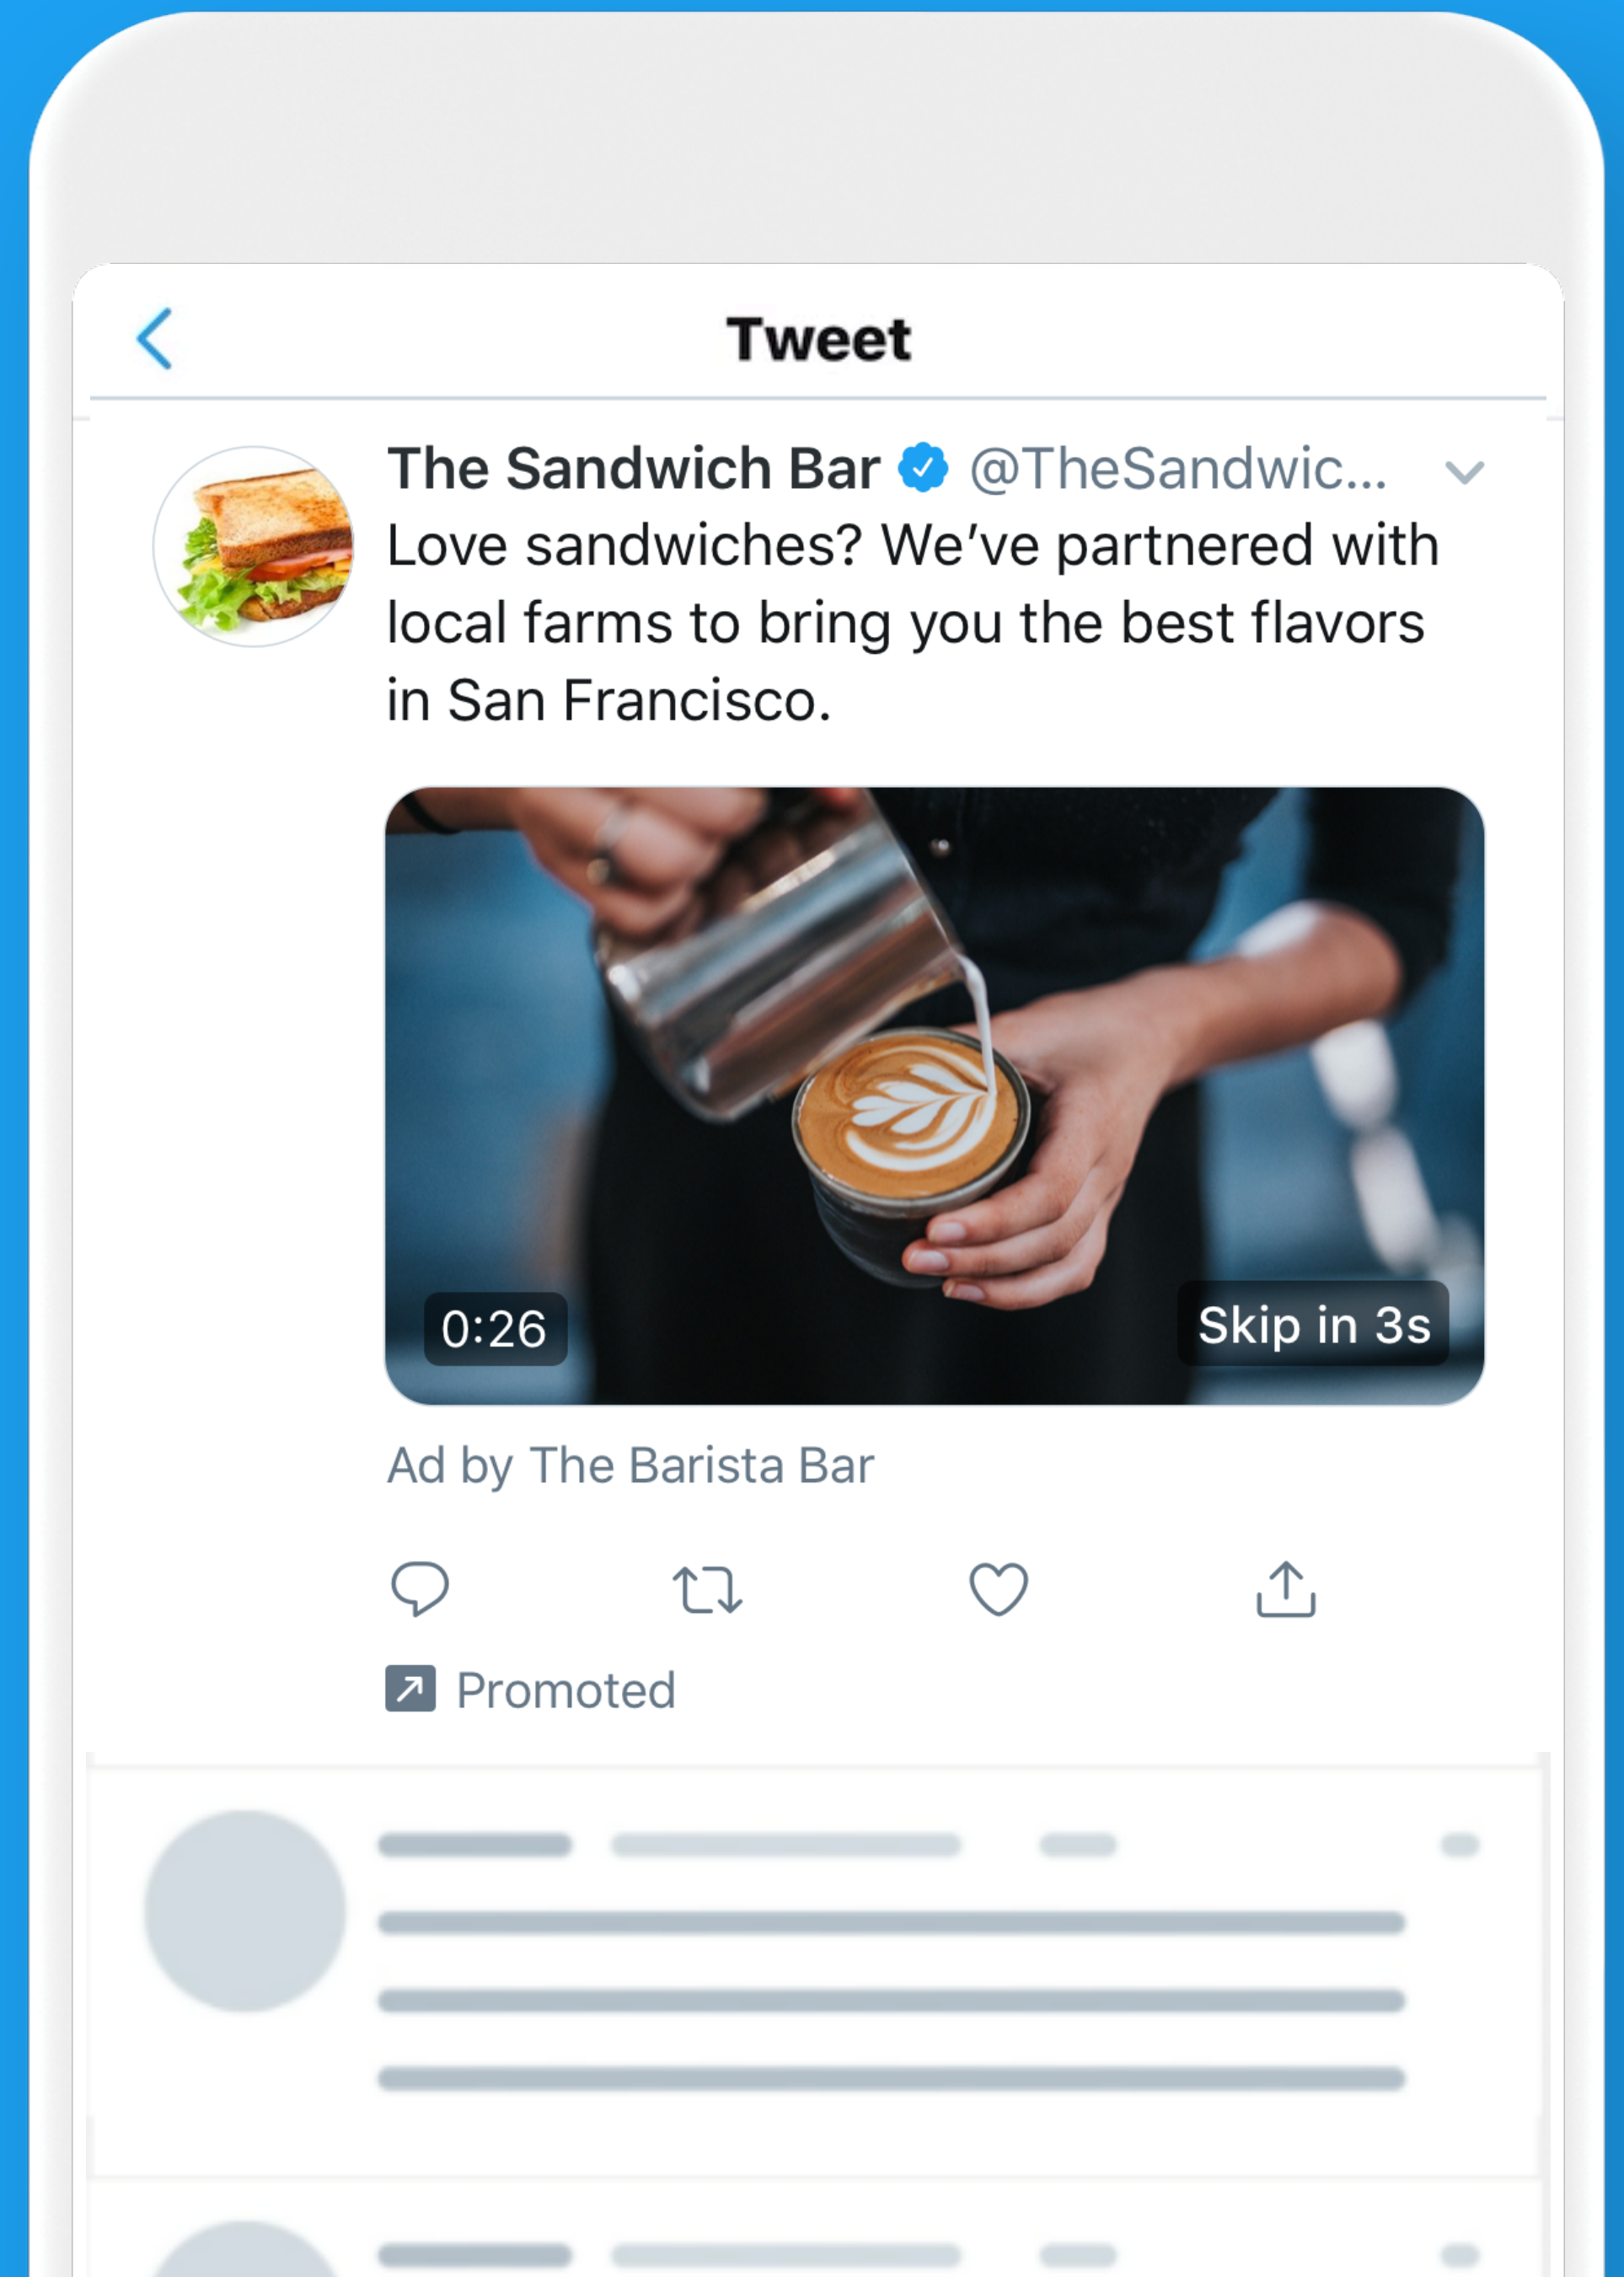 Tweet
The Sandwich Bar @TheSandwic...
Love sandwiches? We’ve partnered with
local farms to bring you the best flavors
in San Francisco.
0:26
Skip in 3s
Ad by The Barista Bar
Promoted